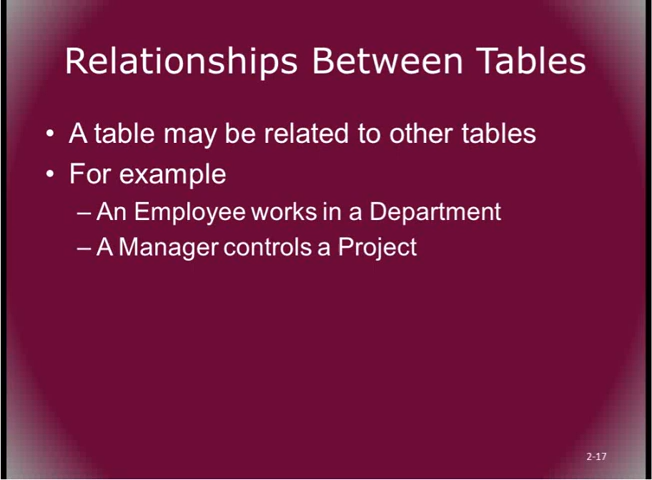 Relationships Between Tables
• A table may be related to other tables
• For example
– An Employee works in a Department
– A Manager controls a Project
2-17